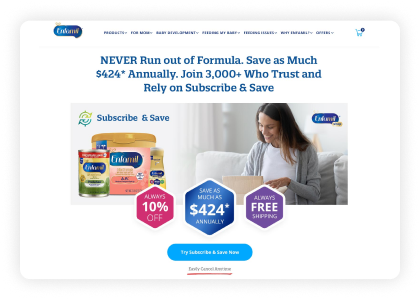 Enfamil
PRODUCTS FOR MOM BABY DEVELOPMENT FEEDING MY BABY FEEDING ISSUES WHY ENFAMIL? OFFERS
NEVER Run out of Formula. Save as Much
$424* Annually. Join 3,000+ Who Trust and
Rely on Subscribe & Save
Subscribe & Save
Enfamil
Enfamil
Enfamil
ALWAYS
10%
OFF
SAVE AS
MUCH AS
$424*
ANNUALLY
ALWAYS
FREE
SHIPPING
Try Subscribe & Save Now
Easily Cancel Anytime